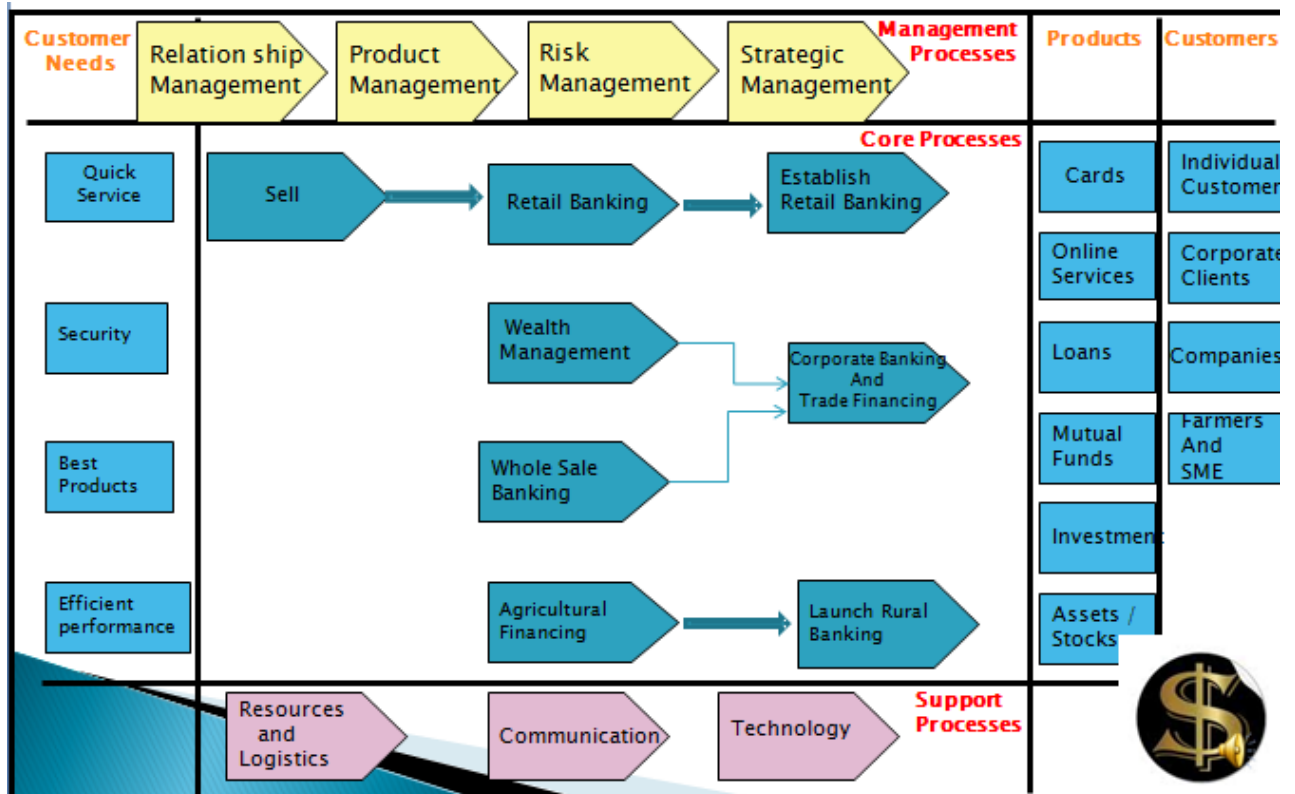 Customer
Needs
Relation ship
Management
Product
Management
Risk
Management
Strategic
Management
Management
Processes
Products
Customers
Core Processes
Quick
Service
Security
Best
Products
Efficient
performance
Sell
Retail Banking
Establish
Retail Banking
Wealth
Management
Corporate Banking
And
Trade Financing
Whole Sale
Banking
Agricultural
Financing
Launch Rural
Banking
Cards
Online
Services
Loans
Mutual
Funds
Investment
Assets /
Stocks
Individual
Customer
Corporate
Clients
Companies
Farmers
And
SME
Resources
and
Logistics
Communication
Technology
Support
Processes
$